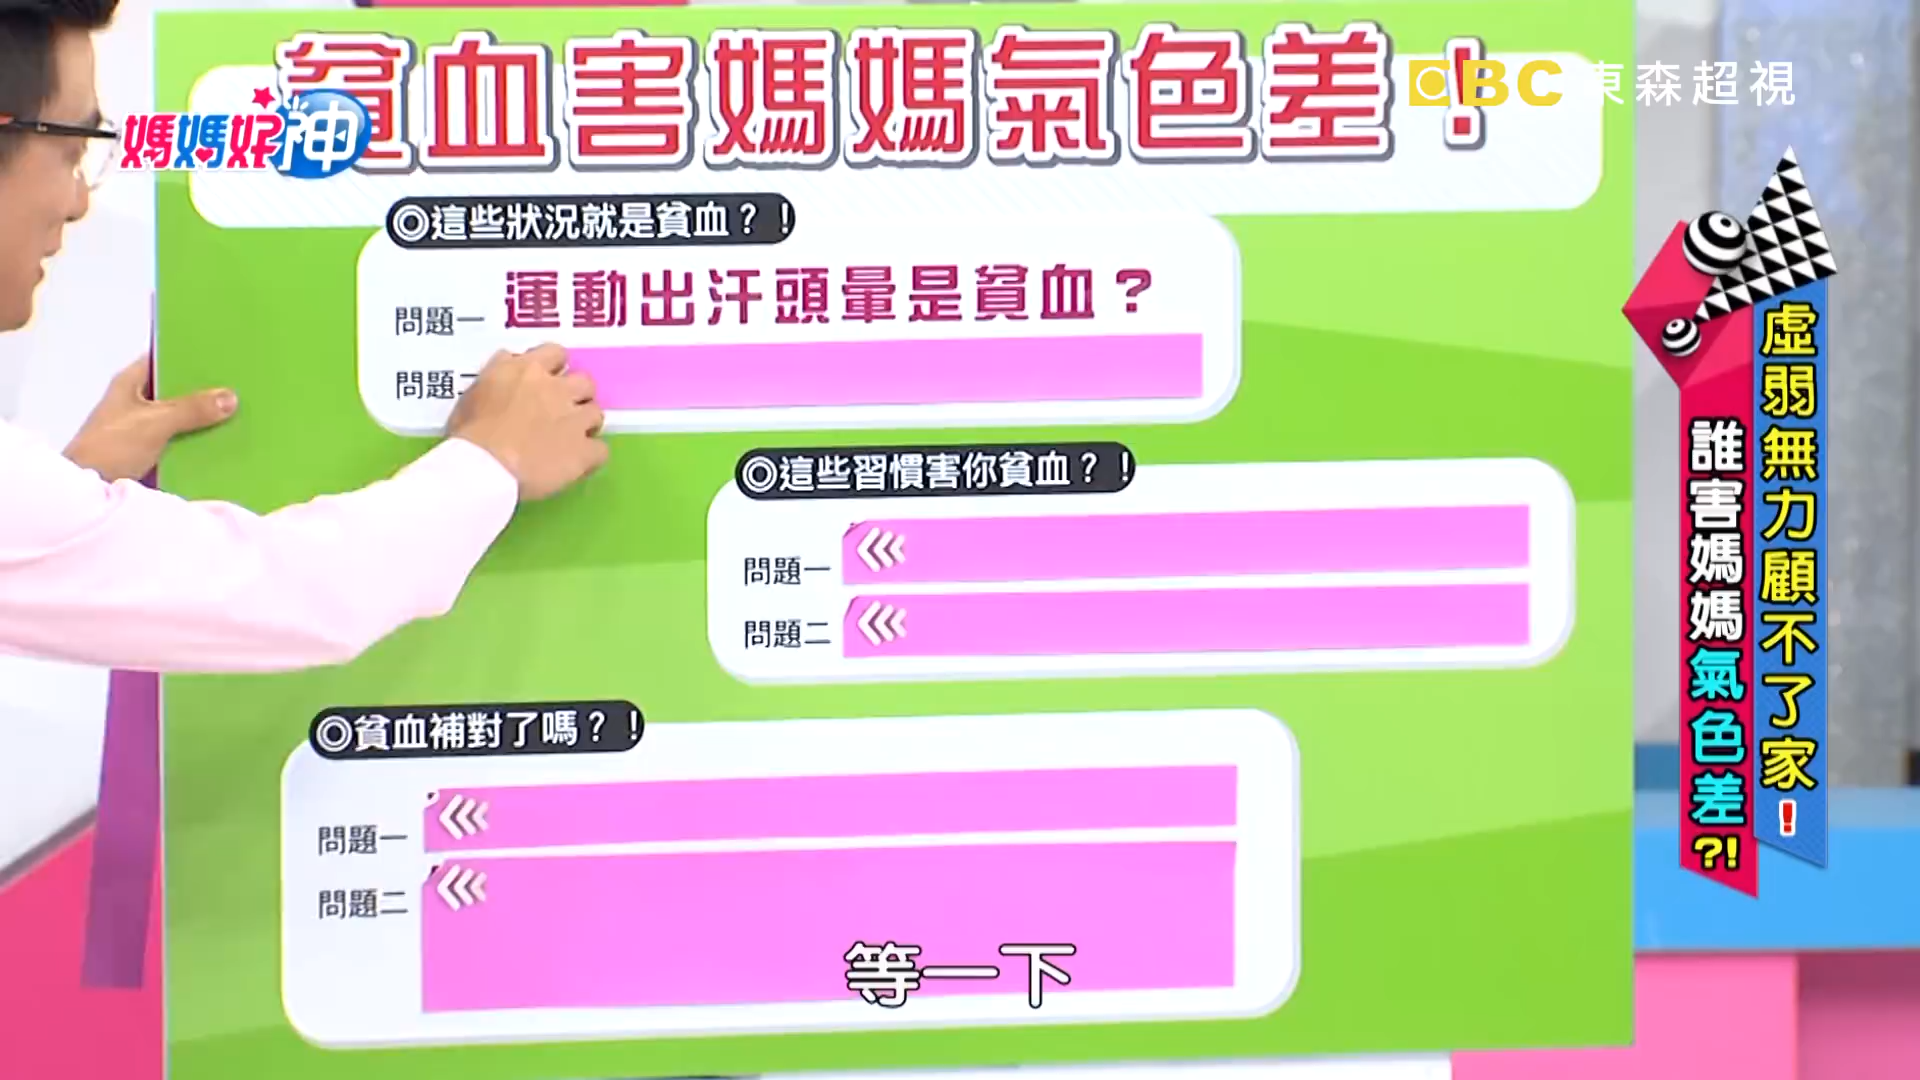 貧血害媽媽氣色差！
媽媽好神
EBC 東森超視
◎這些狀況就是貧血？！
問題一 運動出汗頭暈是貧血？
問題二
◎這些習慣害你貧血？！
問題一
問題二
◎貧血補對了嗎？！
問題一
問題二
虛弱無力顧不了家！
誰害媽媽氣色差?!
等一下